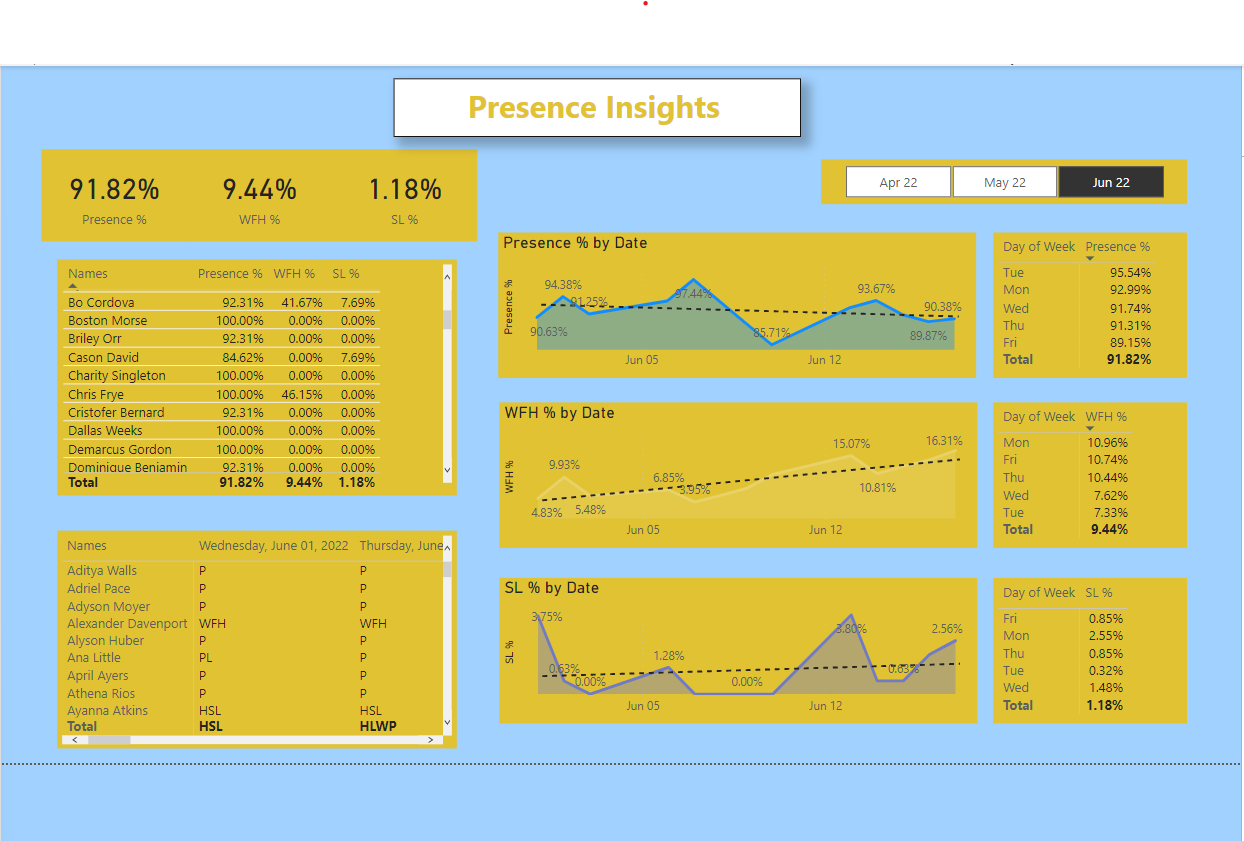 Presence Insights
91.82% 9.44% 1.18%
Presence % WFH % SL %
Apr 22 May 22 Jun 22
Names Presence % WFH % SL %
Bo Cordova 92.31% 41.67% 7.69%
Boston Morse 100.00% 0.00% 0.00%
Briley Orr 92.31% 0.00% 0.00%
Cason David 84.62% 0.00% 7.69%
Charity Singleton 100.00% 0.00% 0.00%
Chris Frye 100.00% 46.15% 0.00%
Cristofer Bernard 92.31% 0.00% 0.00%
Dallas Weeks 100.00% 0.00% 0.00%
Demarcus Gordon 100.00% 0.00% 0.00%
Dominique Benjamin 92.31% 0.00% 0.00%
Total 91.82% 9.44% 1.18%
Names Wednesday, June 01, 2022 Thursday, June
Aditya Walls P P
Adriel Pace P P
Adyson Moyer P P
Alexander Davenport WFH WFH
Alyson Huber P P
Ana Little PL P
April Ayers P P
Athena Rios P P
Ayanna Atkins HSL HSL
Total HSL HLWP
Presence % by Date
Presence %
94.38%
97.44%
93.67%
91.25%
90.38%
90.63%
85.71%
89.87%
Jun 05 Jun 12
Day of Week Presence %
Tue 95.54%
Mon 92.99%
Wed 91.74%
Thu 91.31%
Fri 89.15%
Total 91.82%
WFH % by Date
WFH %
16.31%
15.07%
9.93%
6.85%
3.95%
10.81%
4.83% 5.48%
Jun 05 Jun 12
Day of Week WFH %
Mon 10.96%
Fri 10.74%
Thu 10.44%
Wed 7.62%
Tue 7.33%
Total 9.44%
SL % by Date
SL %
3.75%
3.80%
2.56%
1.28%
0.63%
0.63%
0.00%
0.00%
Jun 05 Jun 12
Day of Week SL %
Fri 0.85%
Mon 2.55%
Thu 0.85%
Tue 0.32%
Wed 1.48%
Total 1.18%